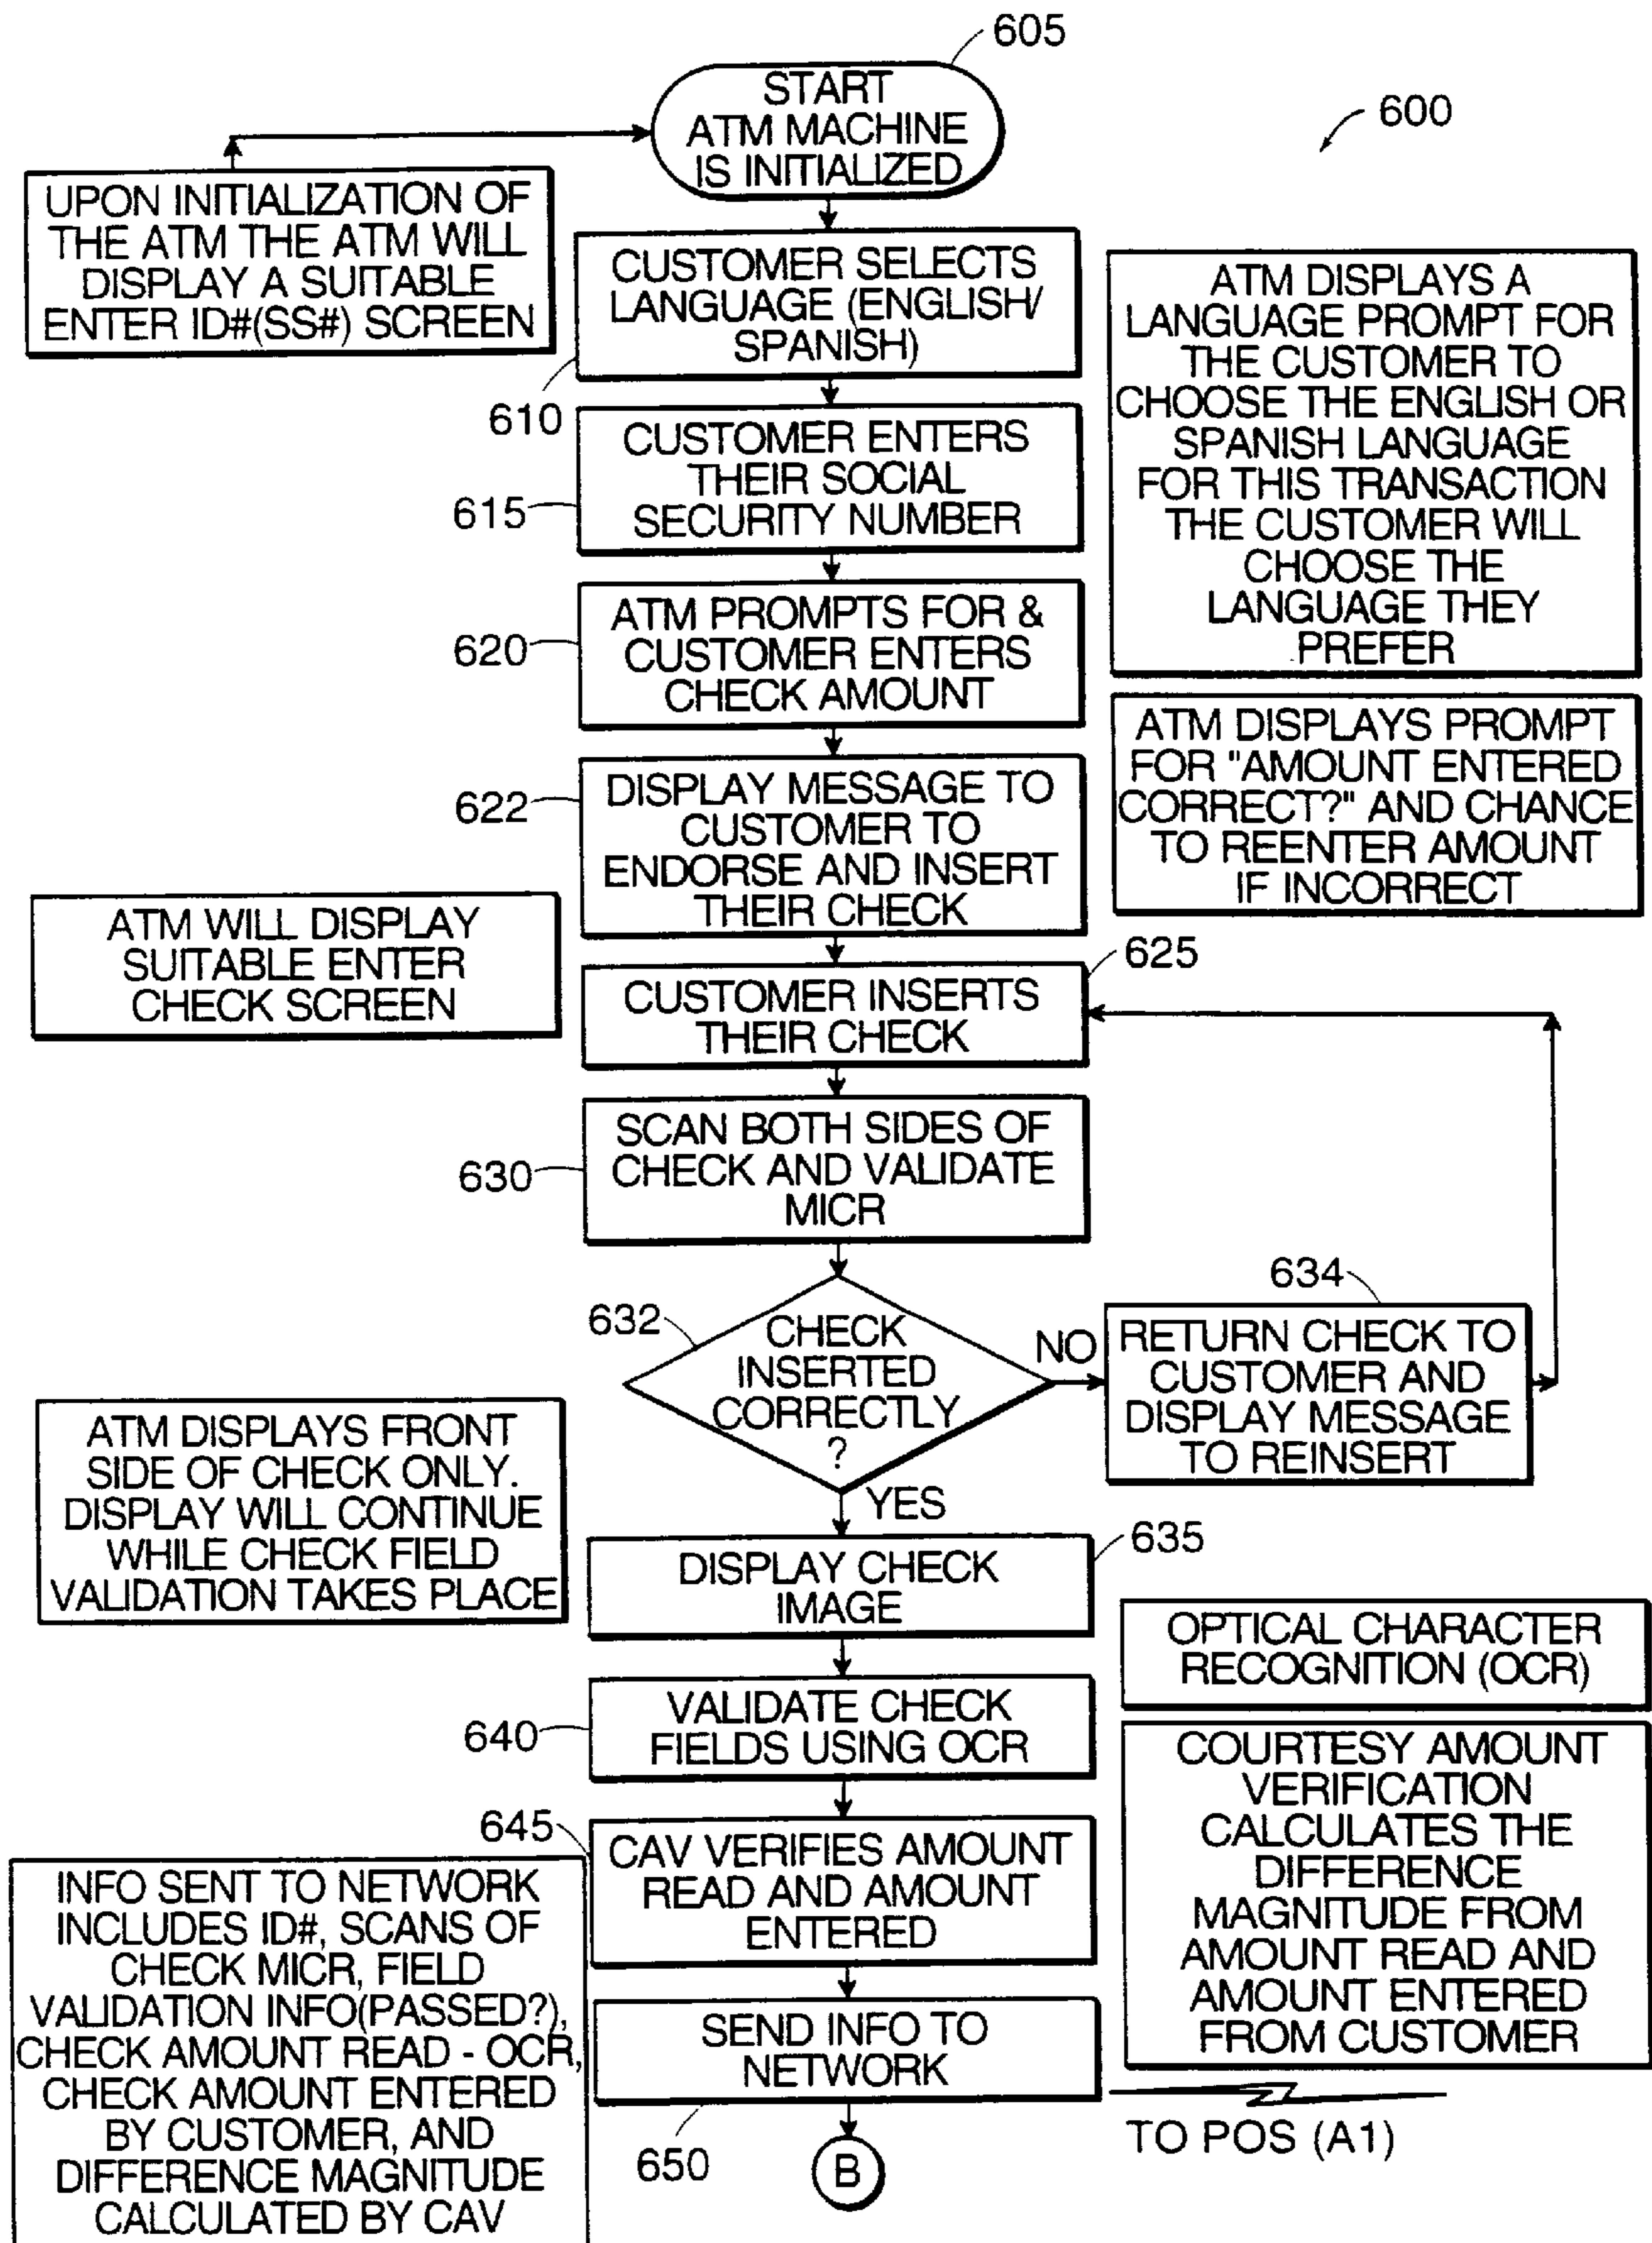 605
START
ATM MACHINE
IS INITIALIZED
600
UPON INITIALIZATION OF
THE ATM THE ATM WILL
DISPLAY A SUITABLE
ENTER ID#(SS#) SCREEN
CUSTOMER SELECTS
LANGUAGE (ENGLISH/
SPANISH)
610
ATM DISPLAYS A
LANGUAGE PROMPT FOR
THE CUSTOMER TO
CHOOSE THE ENGLISH OR
SPANISH LANGUAGE
FOR THIS TRANSACTION
THE CUSTOMER WILL
CHOOSE THE
LANGUAGE THEY
PREFER
CUSTOMER ENTERS
THEIR SOCIAL
SECURITY NUMBER
615
ATM PROMPTS FOR &
CUSTOMER ENTERS
CHECK AMOUNT
620
ATM DISPLAYS PROMPT
FOR "AMOUNT ENTERED
CORRECT?" AND CHANCE
TO REENTER AMOUNT
IF INCORRECT
DISPLAY MESSAGE TO
CUSTOMER TO
ENDORSE AND INSERT
THEIR CHECK
622
ATM WILL DISPLAY
SUITABLE ENTER
CHECK SCREEN
625
CUSTOMER INSERTS
THEIR CHECK
SCAN BOTH SIDES OF
CHECK AND VALIDATE
MICR
630
632
CHECK
INSERTED
CORRECTLY
?
NO
634
RETURN CHECK TO
CUSTOMER AND
DISPLAY MESSAGE
TO REINSERT
YES
ATM DISPLAYS FRONT
SIDE OF CHECK ONLY.
DISPLAY WILL CONTINUE
WHILE CHECK FIELD
VALIDATION TAKES PLACE
635
DISPLAY CHECK
IMAGE
OPTICAL CHARACTER
RECOGNITION (OCR)
VALIDATE CHECK
FIELDS USING OCR
640
COURTESY AMOUNT
VERIFICATION
CALCULATES THE
DIFFERENCE
MAGNITUDE FROM
AMOUNT READ AND
AMOUNT ENTERED
FROM CUSTOMER
645
CAV VERIFIES AMOUNT
READ AND AMOUNT
ENTERED
INFO SENT TO NETWORK
INCLUDES ID#, SCANS OF
CHECK MICR, FIELD
VALIDATION INFO(PASSED?),
CHECK AMOUNT READ - OCR,
CHECK AMOUNT ENTERED
BY CUSTOMER, AND
DIFFERENCE MAGNITUDE
CALCULATED BY CAV
SEND INFO TO
NETWORK
650
TO POS (A1)
B